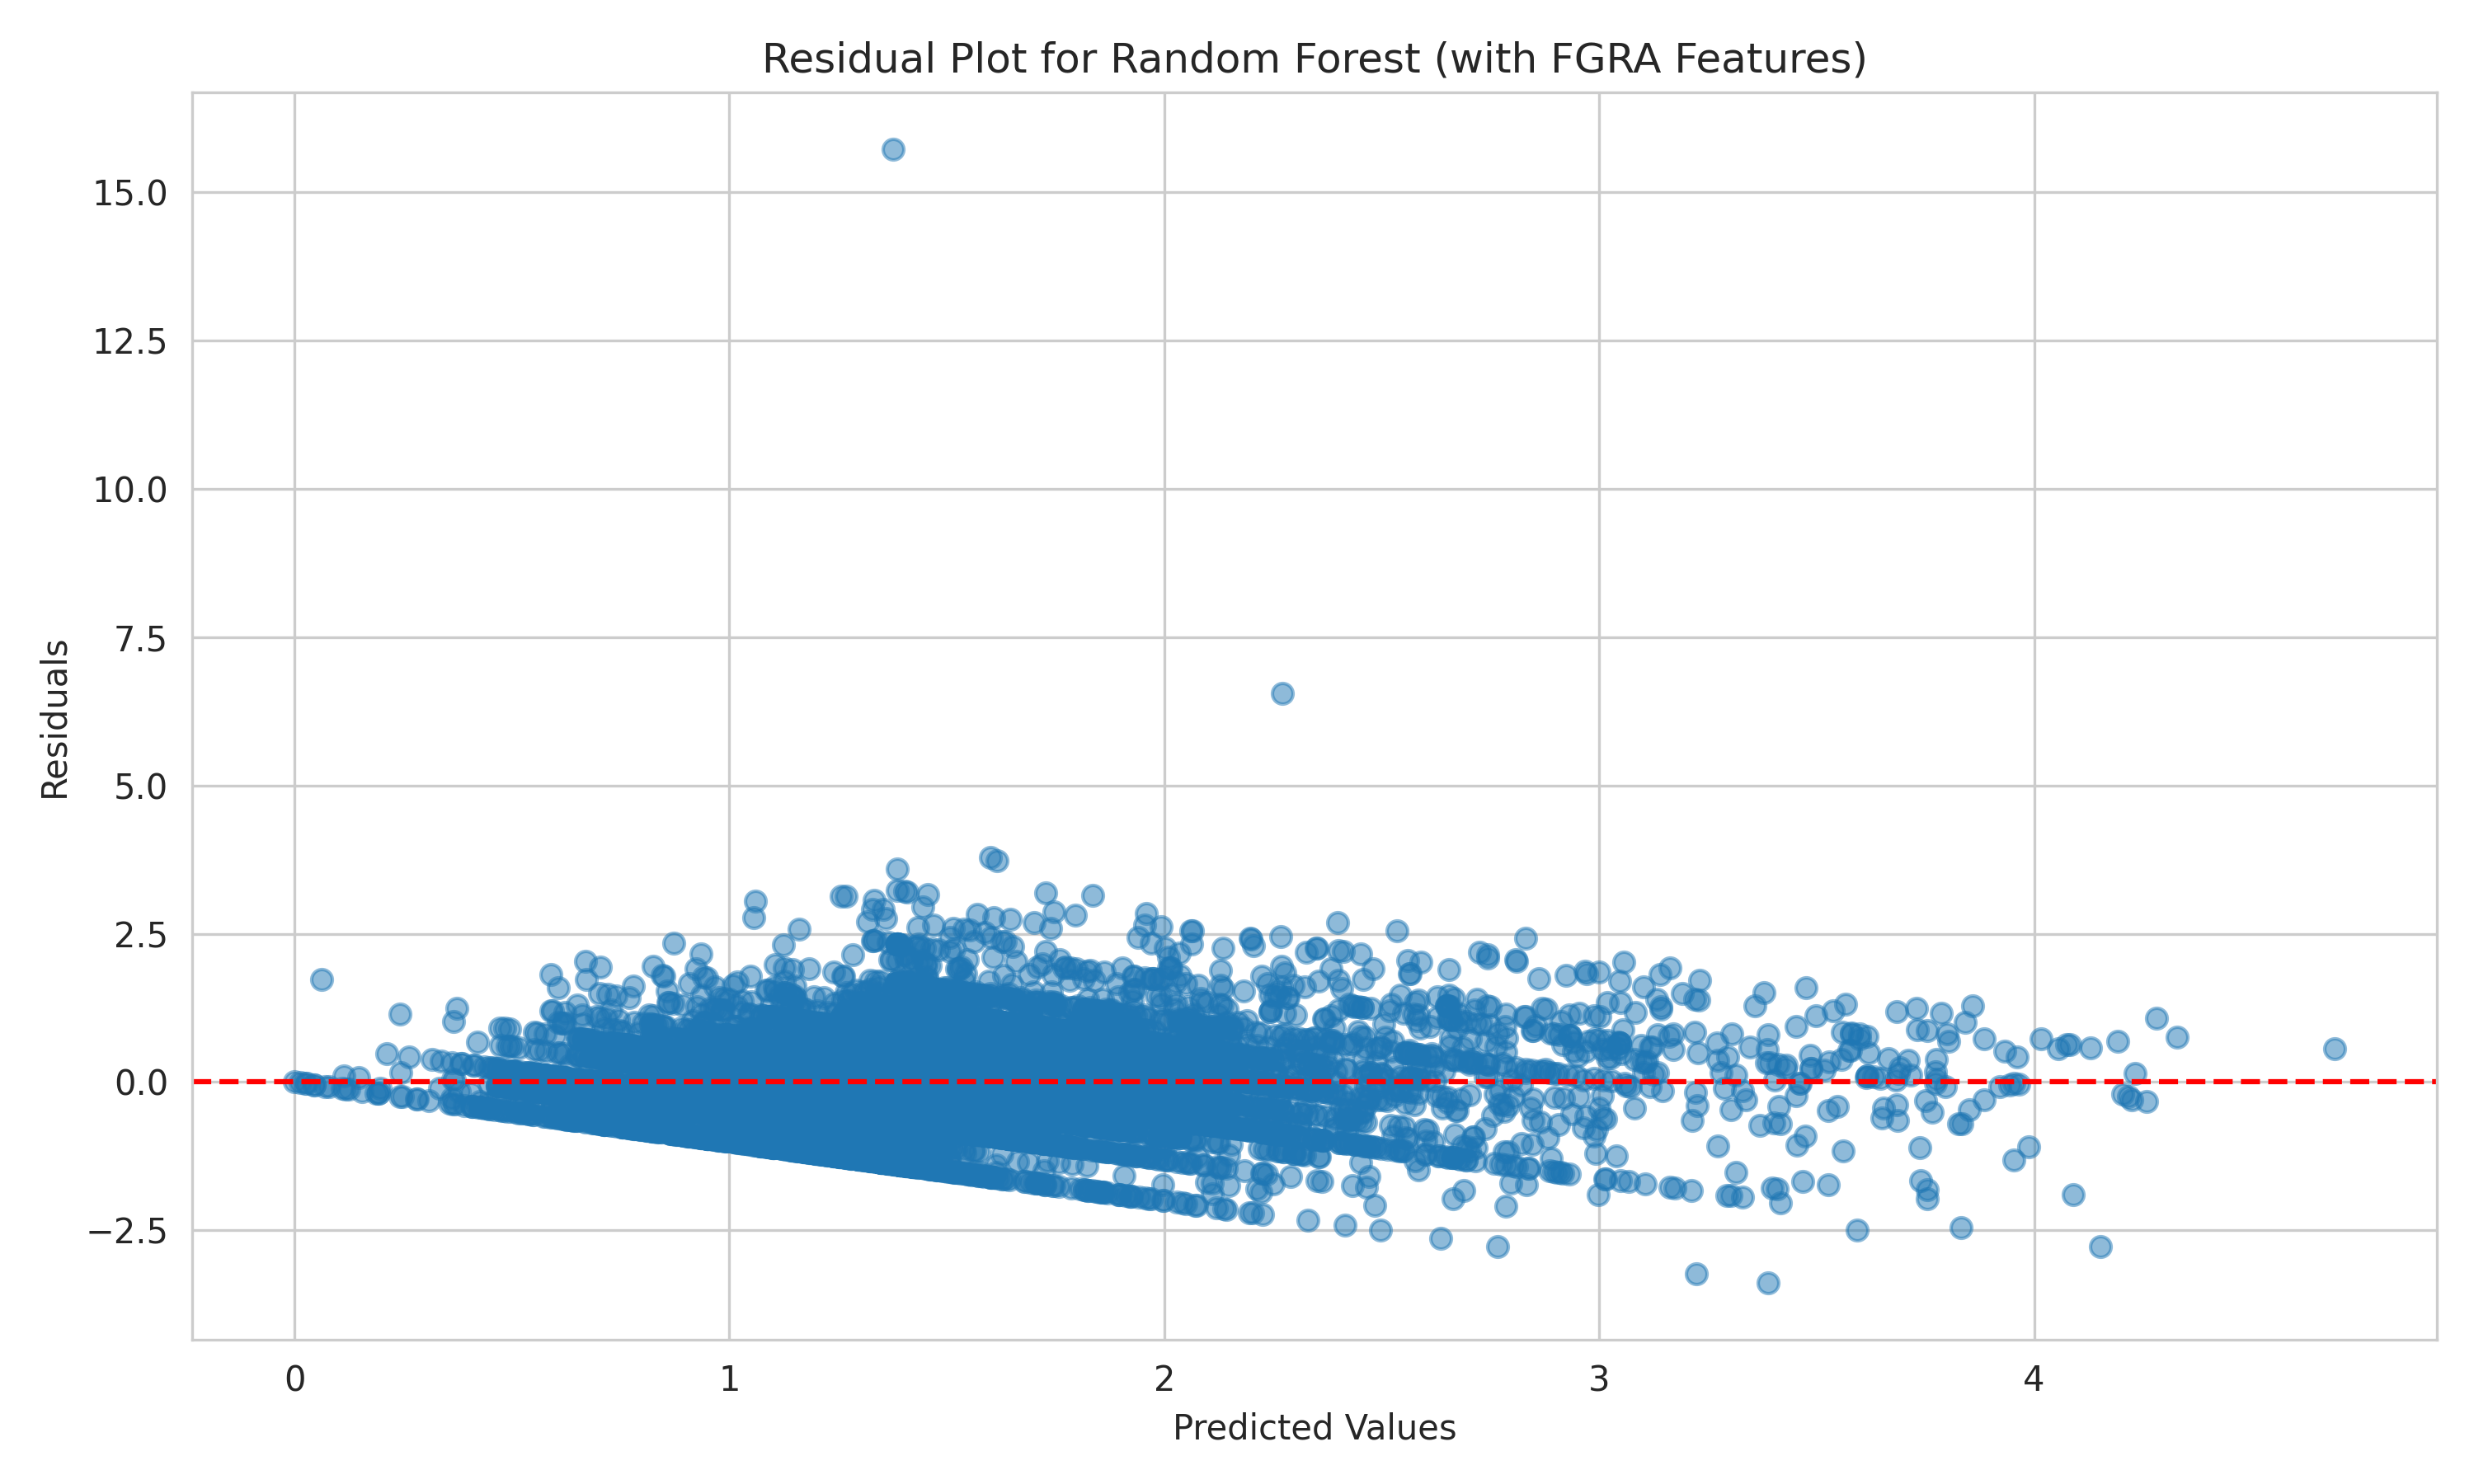 Residual Plot for Random Forest (with FGRA Features)
15.0
12.5
10.0
7.5
5.0
2.5
0.0
−2.5
Residuals
0 1 2 3 4
Predicted Values